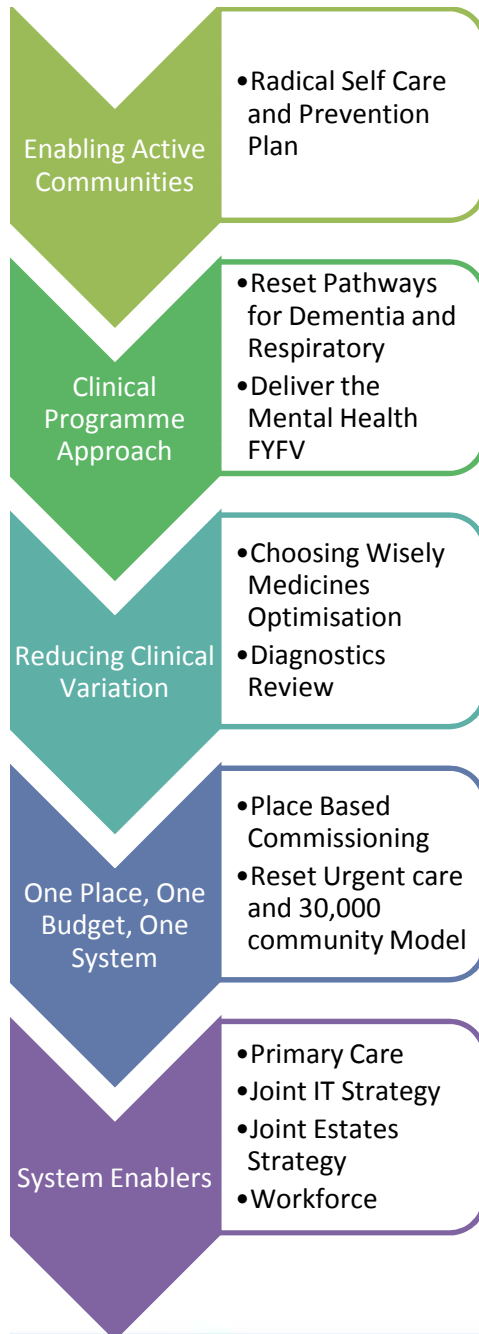 Enabling Active
Communities
•Radical Self Care
and Prevention
Plan
Clinical
Programme
Approach
•Reset Pathways
for Dementia and
Respiratory
•Deliver the
Mental Health
FYFV
Reducing Clinical
Variation
•Choosing Wisely
Medicines
Optimisation
•Diagnostics
Review
One Place, One
Budget, One
System
•Place Based
Commissioning
•Reset Urgent care
and 30,000
community Model
System Enablers
•Primary Care
•Joint IT Strategy
•Joint Estates
Strategy
•Workforce